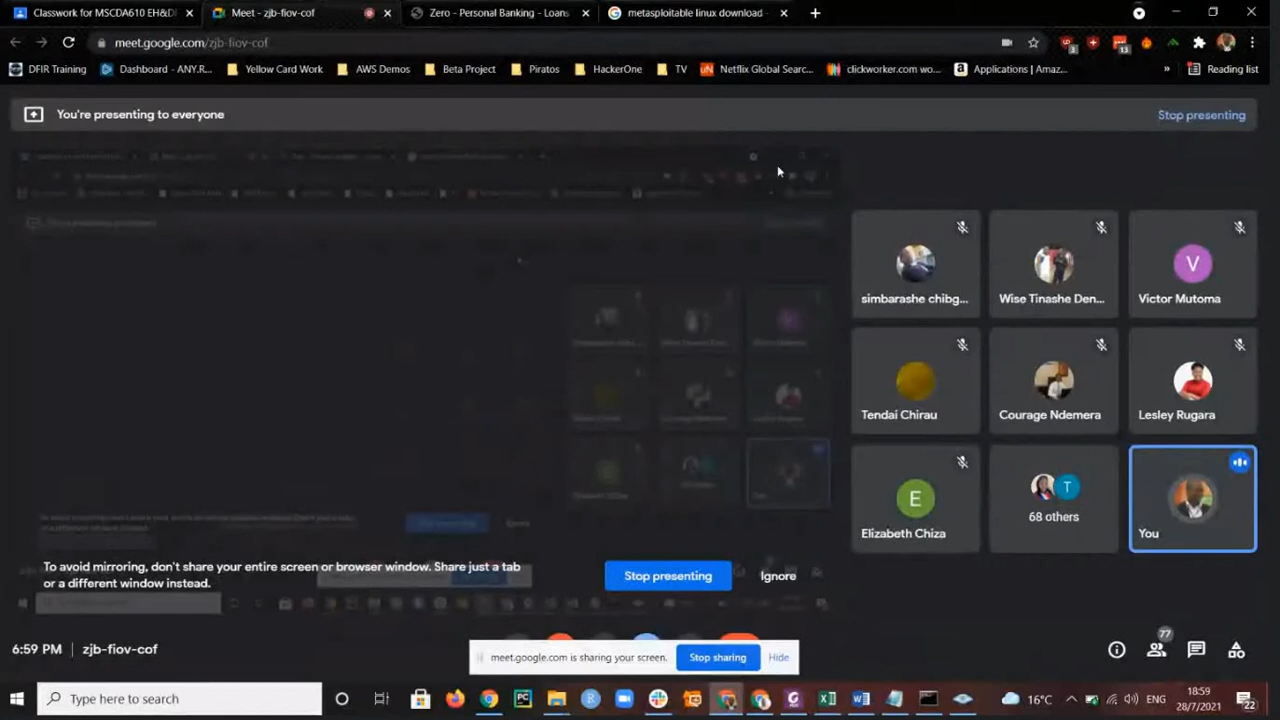 Classwork for MSCDA610 EH&Di
Meet - zjb-fiov-cof
Zero - Personal Banking - Loans
metasploitable linux download -
meet.google.com/zjb-fiov-cof
3
13
DFIR Training
Dashboard - ANY.R...
Yellow Card Work
AWS Demos
Beta Project
Piratos
HackerOne
TV
Netflix Global Sear...
clickworker.com wo...
Applications | Amaz...
»
Reading list
You're presenting to everyone
Stop presenting
simbarashe chibg...
Wise Tinashe Den...
V
Victor Mutoma
Tendai Chirau
Courage Ndemera
Lesley Rugara
E
Elizabeth Chiza
T
68 others
You
To avoid mirroring, don't share your entire screen or browser window. Share just a tab
or a different window instead.
Stop presenting
Ignore
6:59 PM | zjb-fiov-cof
meet.google.com is sharing your screen.
Stop sharing
Hide
77
Type here to search
16°C
ENG
18:59
28/7/2021
22